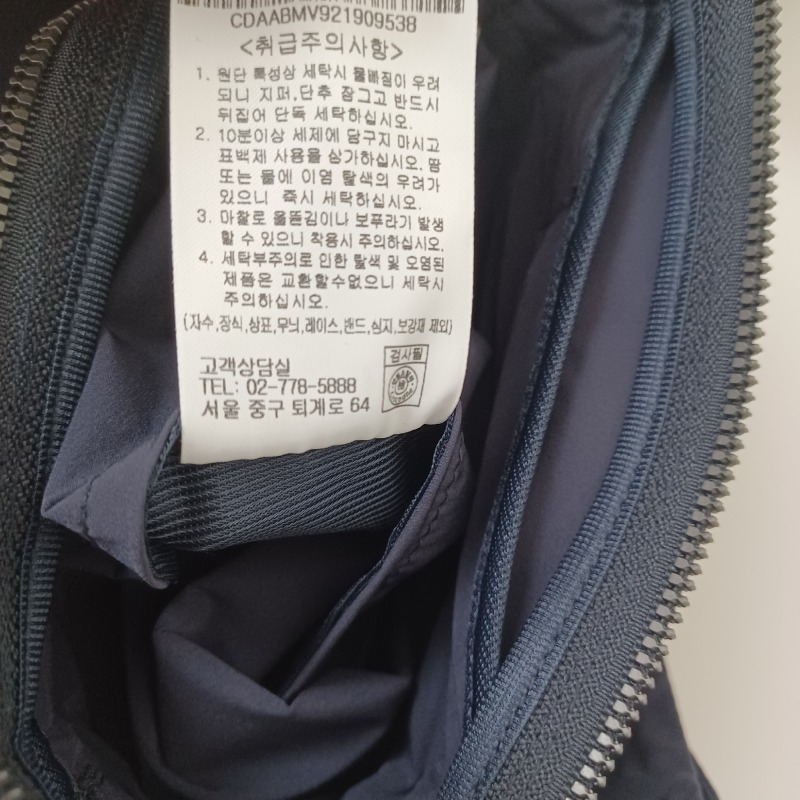 CDAABMV921909538
<취급주의사항>
1. 원단 특성상 세탁시 물빠짐이 우려
되니 지퍼,단추 잠그고 반드시
뒤집어 단독 세탁하십시오.
2. 10분이상 세제에 담구지 마시고
표백제 사용을 삼가하십시오. 땀
또는 물에 이염 탈색의 우려가
있으니 즉시 세탁하십시오.
3. 마찰로 올뜯김이나 보푸라기 발생
할 수 있으니 착용시 주의하십시오.
4. 세탁부주의로 인한 탈색 및 오염된
제품은 교환할수없으니 세탁시
주의하십시오.
(자수,장식,상표,무늬,레이스,밴드,심지,보강재 제외)
검사필
고객상담실
TEL: 02-778-5888
서울 중구 퇴계로 64